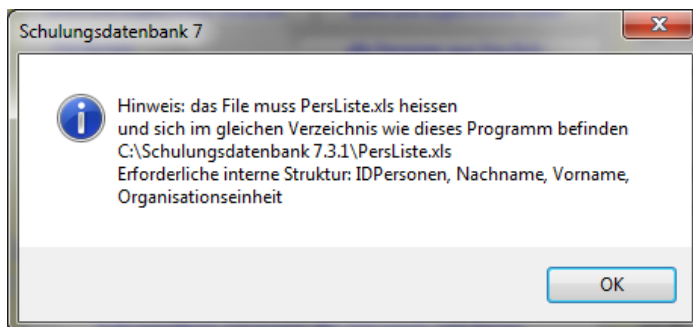 Schulungsdatenbank 7
Hinweis: das File muss PersListe.xls heissen
und sich im gleichen Verzeichnis wie dieses Programm befinden
C:\Schulungsdatenbank 7.3.1\PersListe.xls
Erforderliche interne Struktur: IDPersonen, Nachname, Vorname,
Organisationseinheit
OK